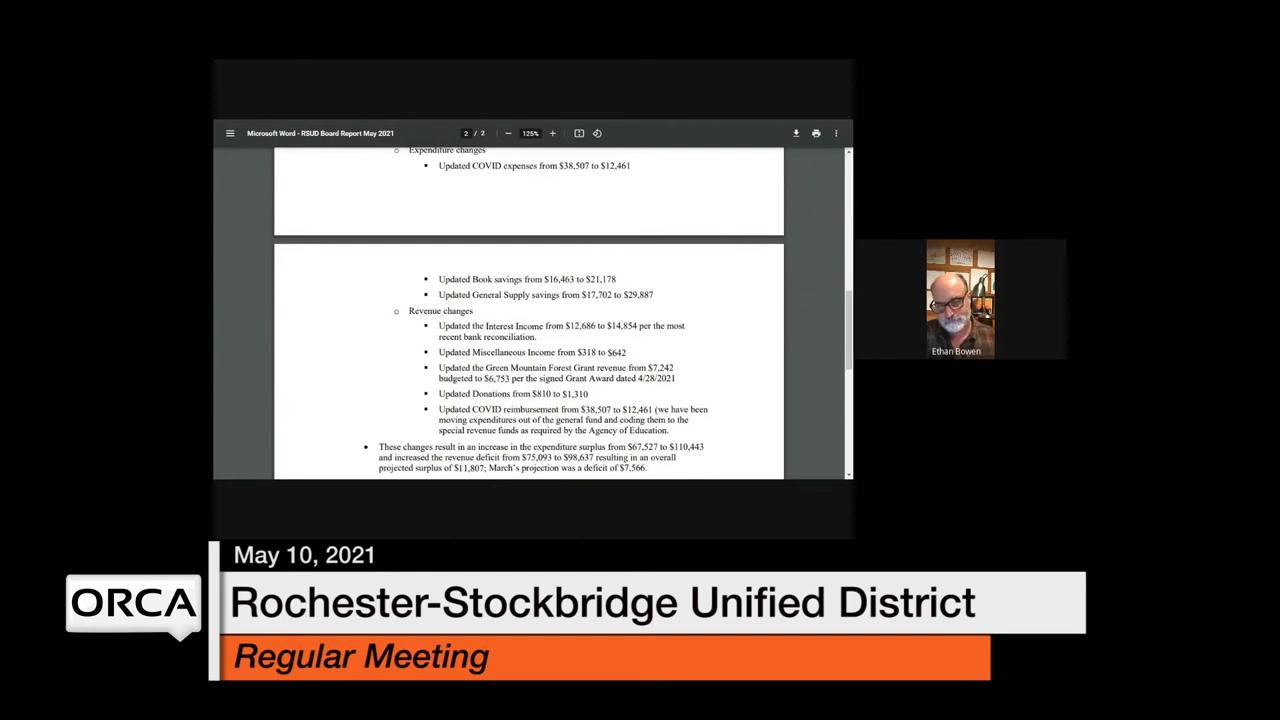 Microsoft Word - RSUD Board Report May 2021
2 / 2
125%
Expenditure changes
Updated COVID expenses from $38,507 to $12,461
Updated Book savings from $16,463 to $21,178
Updated General Supply savings from $17,702 to $29,887
Revenue changes
Updated the Interest Income from $12,686 to $14,854 per the most
recent bank reconciliation.
Updated Miscellaneous Income from $318 to $642
Updated the Green Mountain Forest Grant revenue from $7,242
budgeted to $6,753 per the signed Grant Award dated 4/28/2021
Updated Donations from $810 to $1,310
Updated COVID reimbursement from $38,507 to $12,461 (we have been
moving expenditures out of the general fund and coding them to the
special revenue funds as required by the Agency of Education.
These changes result in an increase in the expenditure surplus from $67,527 to $110,443
and increased the revenue deficit from $75,093 to $98,637 resulting in an overall
projected surplus of $11,807; March's projection was a deficit of $7,566.
Ethan Bowen
May 10, 2021
ORCA
Rochester-Stockbridge Unified District
Regular Meeting